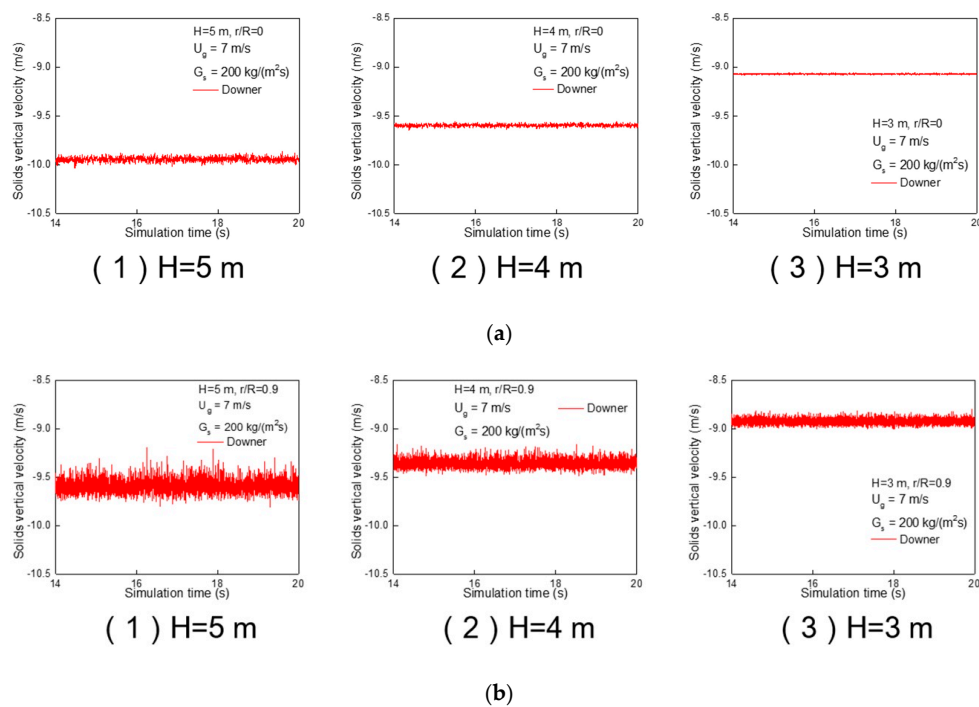 -8.5
-9.0
-9.5
-10.0
-10.5
Solids vertical velocity (m/s)
H=5 m, r/R=0
U_g = 7 m/s
G_s = 200 kg/(m²s)
Downer
14 16 18 20
Simulation time (s)
( 1 ) H=5 m
-8.5
-9.0
-9.5
-10.0
-10.5
Solids vertical velocity (m/s)
H=4 m, r/R=0
U_g = 7 m/s
G_s = 200 kg/(m²s)
Downer
14 16 18 20
Simulation time (s)
( 2 ) H=4 m
-8.5
-9.0
-9.5
-10.0
-10.5
Solids vertical velocity (m/s)
H=3 m, r/R=0
U_g = 7 m/s
G_s = 200 kg/(m²s)
Downer
14 16 18 20
Simulation time (s)
( 3 ) H=3 m
(a)
-8.5
-9.0
-9.5
-10.0
-10.5
Solids vertical velocity (m/s)
H=5 m, r/R=0.9
U_g = 7 m/s
G_s = 200 kg/(m²s)
Downer
14 16 18 20
Simulation time (s)
( 1 ) H=5 m
-8.5
-9.0
-9.5
-10.0
-10.5
Solids vertical velocity (m/s)
H=4 m, r/R=0.9
U_g = 7 m/s
Downer
G_s = 200 kg/(m²s)
14 16 18 20
Simulation time (s)
( 2 ) H=4 m
-8.5
-9.0
-9.5
-10.0
-10.5
Solids vertical velocity (m/s)
H=3 m, r/R=0.9
U_g = 7 m/s
G_s = 200 kg/(m²s)
Downer
14 16 18 20
Simulation time (s)
( 3 ) H=3 m
(b)